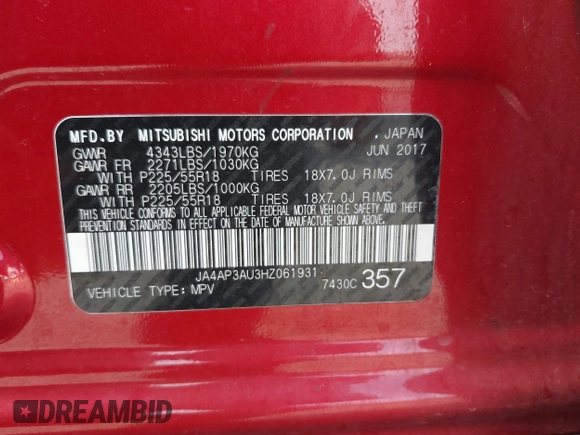 MFD.BY MITSUBISHI MOTORS CORPORATION . JAPAN
GVWR 4343LBS/1970KG JUN 2017
GAWR FR 2271LBS/1030KG
WITH P225/55R18 TIRES 18X7.0J RIMS
GAWR RR 2205LBS/1000KG
WITH P225/55R18 TIRES 18X7.0J RIMS
THIS VEHICLE CONFORMS TO ALL APPLICABLE FEDERAL MOTOR VEHICLE SAFETY AND THEFT
PREVENTION STANDARDS IN EFFECT ON THE DATE OF MANUFACTURE SHOWN ABOVE.
JA4AP3AU3HZ061931
VEHICLE TYPE: MPV 7430C 357
DREAMBID